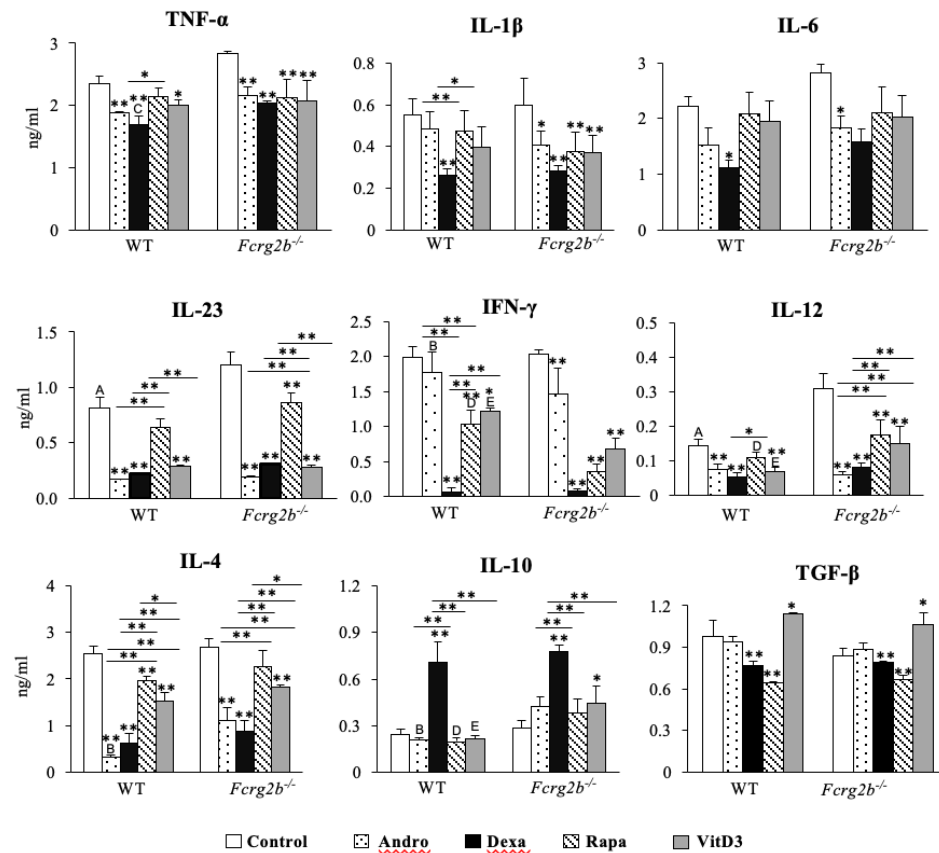 TNF-α
IL-1β
IL-6
3
2
1
0
ng/ml
*
** ** *
C
** ** ** **
WT
Fcrg2b-/-
0.8
0.6
0.4
0.2
0.0
*
**
**
* ** ** **
WT
Fcrg2b-/-
3
2
1
0
*
*
WT
Fcrg2b-/-
IL-23
IFN-γ
IL-12
1.5
1.0
0.5
0.0
ng/ml
A
**
**
**
** ** **
**
**
**
**
** ** **
WT
Fcrg2b-/-
2.5
2.0
1.5
1.0
0.5
0.0
**
**
B
**
**
** *
D E
**
**
**
**
**
WT
Fcrg2b-/-
0.5
0.4
0.3
0.2
0.1
0
A
*
D
** ** **
E
**
**
**
**
** **
** **
WT
Fcrg2b-/-
IL-4
IL-10
TGF-β
4
3
2
1
0
ng/ml
*
**
**
**
**
** **
** **
B
*
**
**
**
**
** ** **
WT
Fcrg2b-/-
1.2
0.9
0.6
0.3
0.0
**
**
**
**
B D E
**
**
**
**
*
WT
Fcrg2b-/-
1.2
0.9
0.6
0.3
0
*
**
**
*
**
**
WT
Fcrg2b-/-
Control Andro Dexa Rapa VitD3